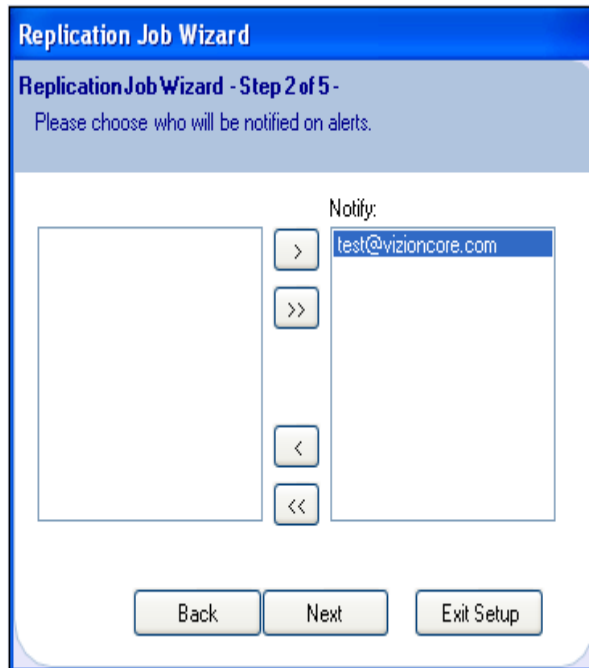 Replication Job Wizard
Replication Job Wizard - Step 2 of 5 -
Please choose who will be notified on alerts.
Notify:
test@vizioncore.com
>
>>
<
<<
Back
Next
Exit Setup